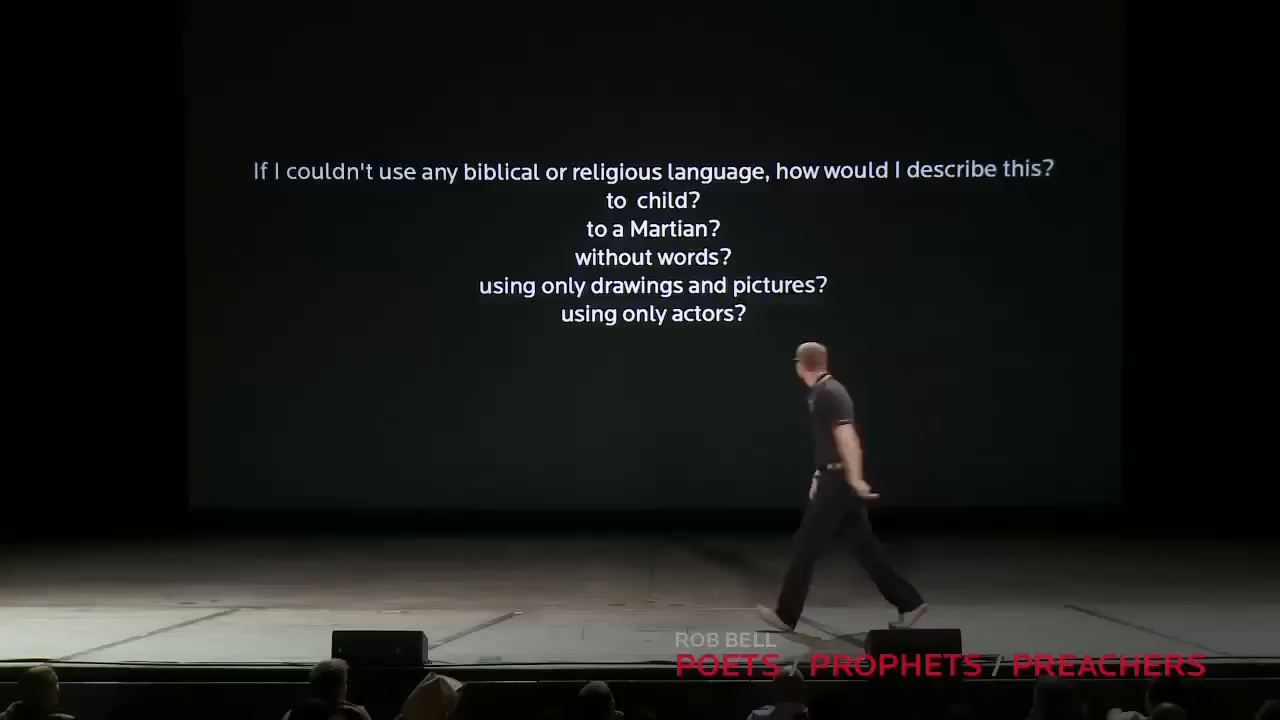 If I couldn't use any biblical or religious language, how would I describe this?
to  child?
to a Martian?
without words?
using only drawings and pictures?
using only actors?
ROB BELL
POETS / PROPHETS / PREACHERS